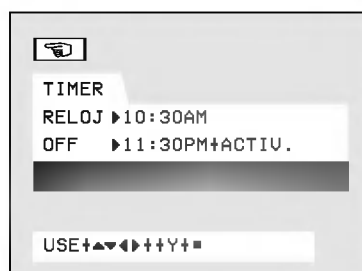 TIMER
RELOJ ▶10:30AM
OFF ▶11:30PM+ACTIV.
USE+▲▼◀▶++Y+■